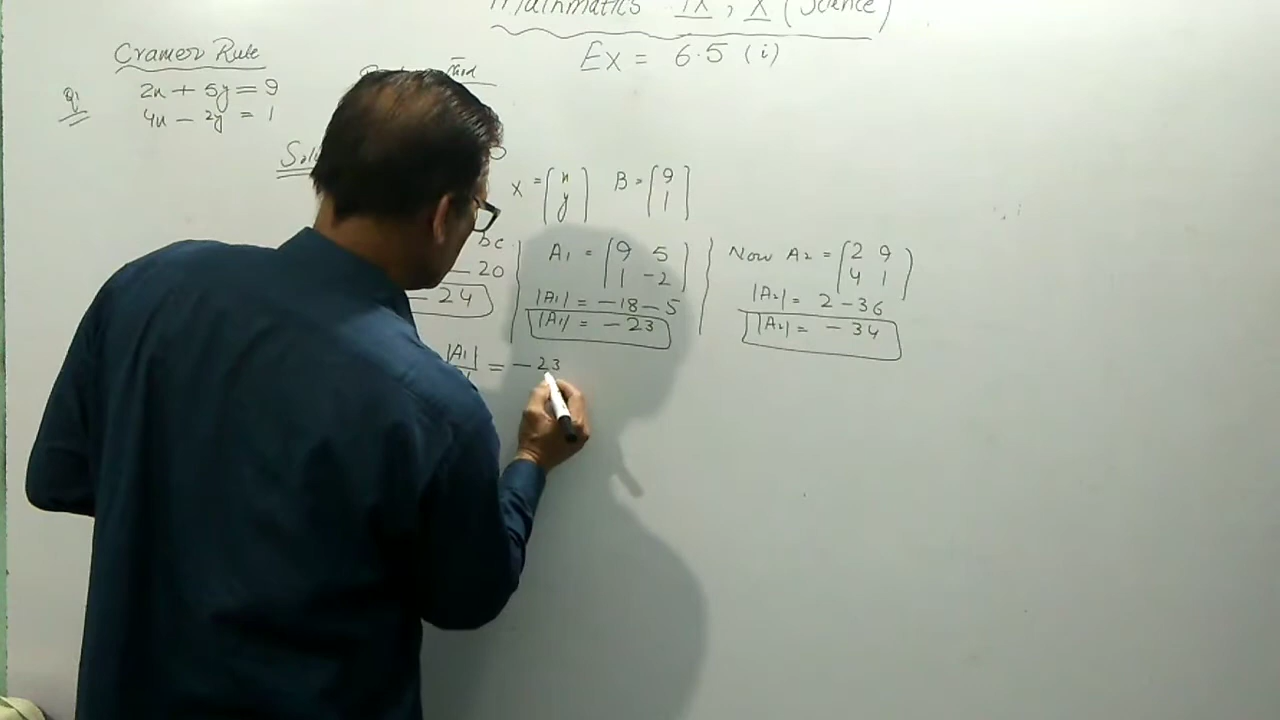 Mathmatics IX, X (Science)
Ex = 6.5 (i)
Cramer Rule
Q1
2x + 5y = 9
4x - 2y = 1
X = [x y] B = [9 1]
bc
- 20
- 24
A1 = [9 5 1 -2]
|A1| = -18 - 5
|A1| = - 23
Now A2 = [2 9 4 1]
|A2| = 2 - 36
|A2| = - 34
|A1| = - 23